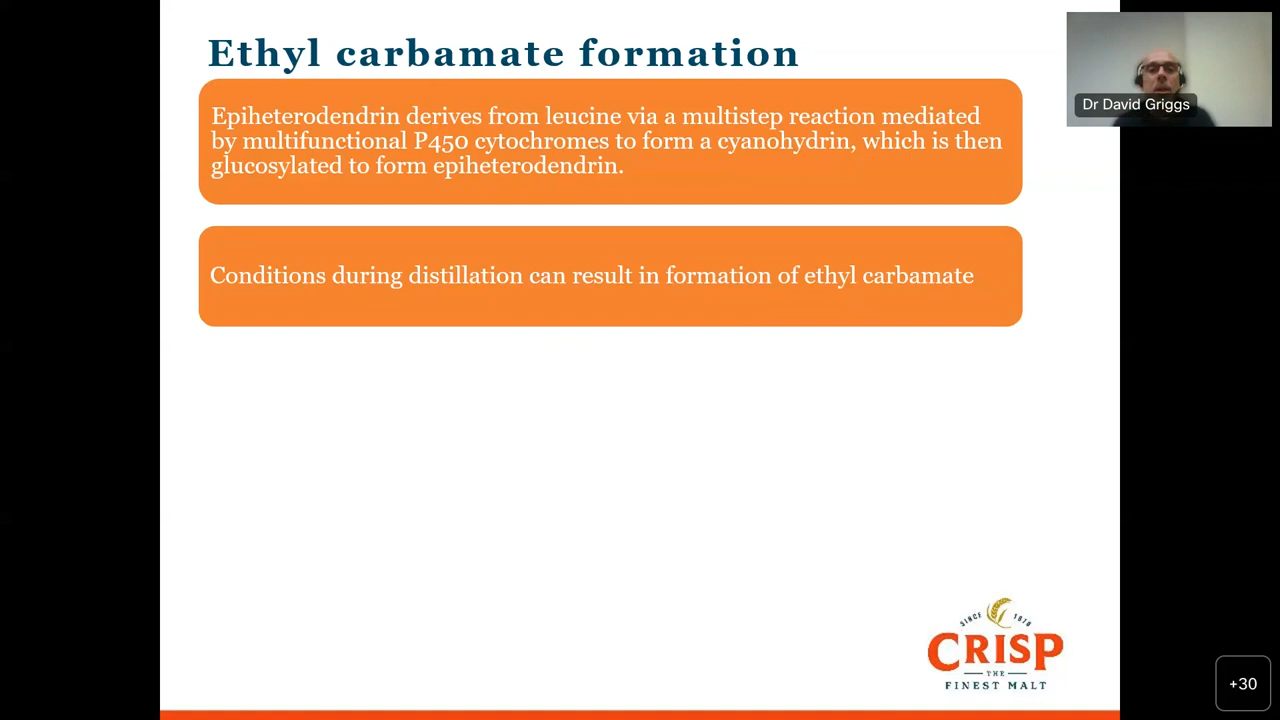 Ethyl carbamate formation
Dr David Griggs
Epiheterodendrin derives from leucine via a multistep reaction mediated
by multifunctional P450 cytochromes to form a cyanohydrin, which is then
glucosylated to form epiheterodendrin.
Conditions during distillation can result in formation of ethyl carbamate
SINCE 1870
CRISP
THE
FINEST MALT
+30